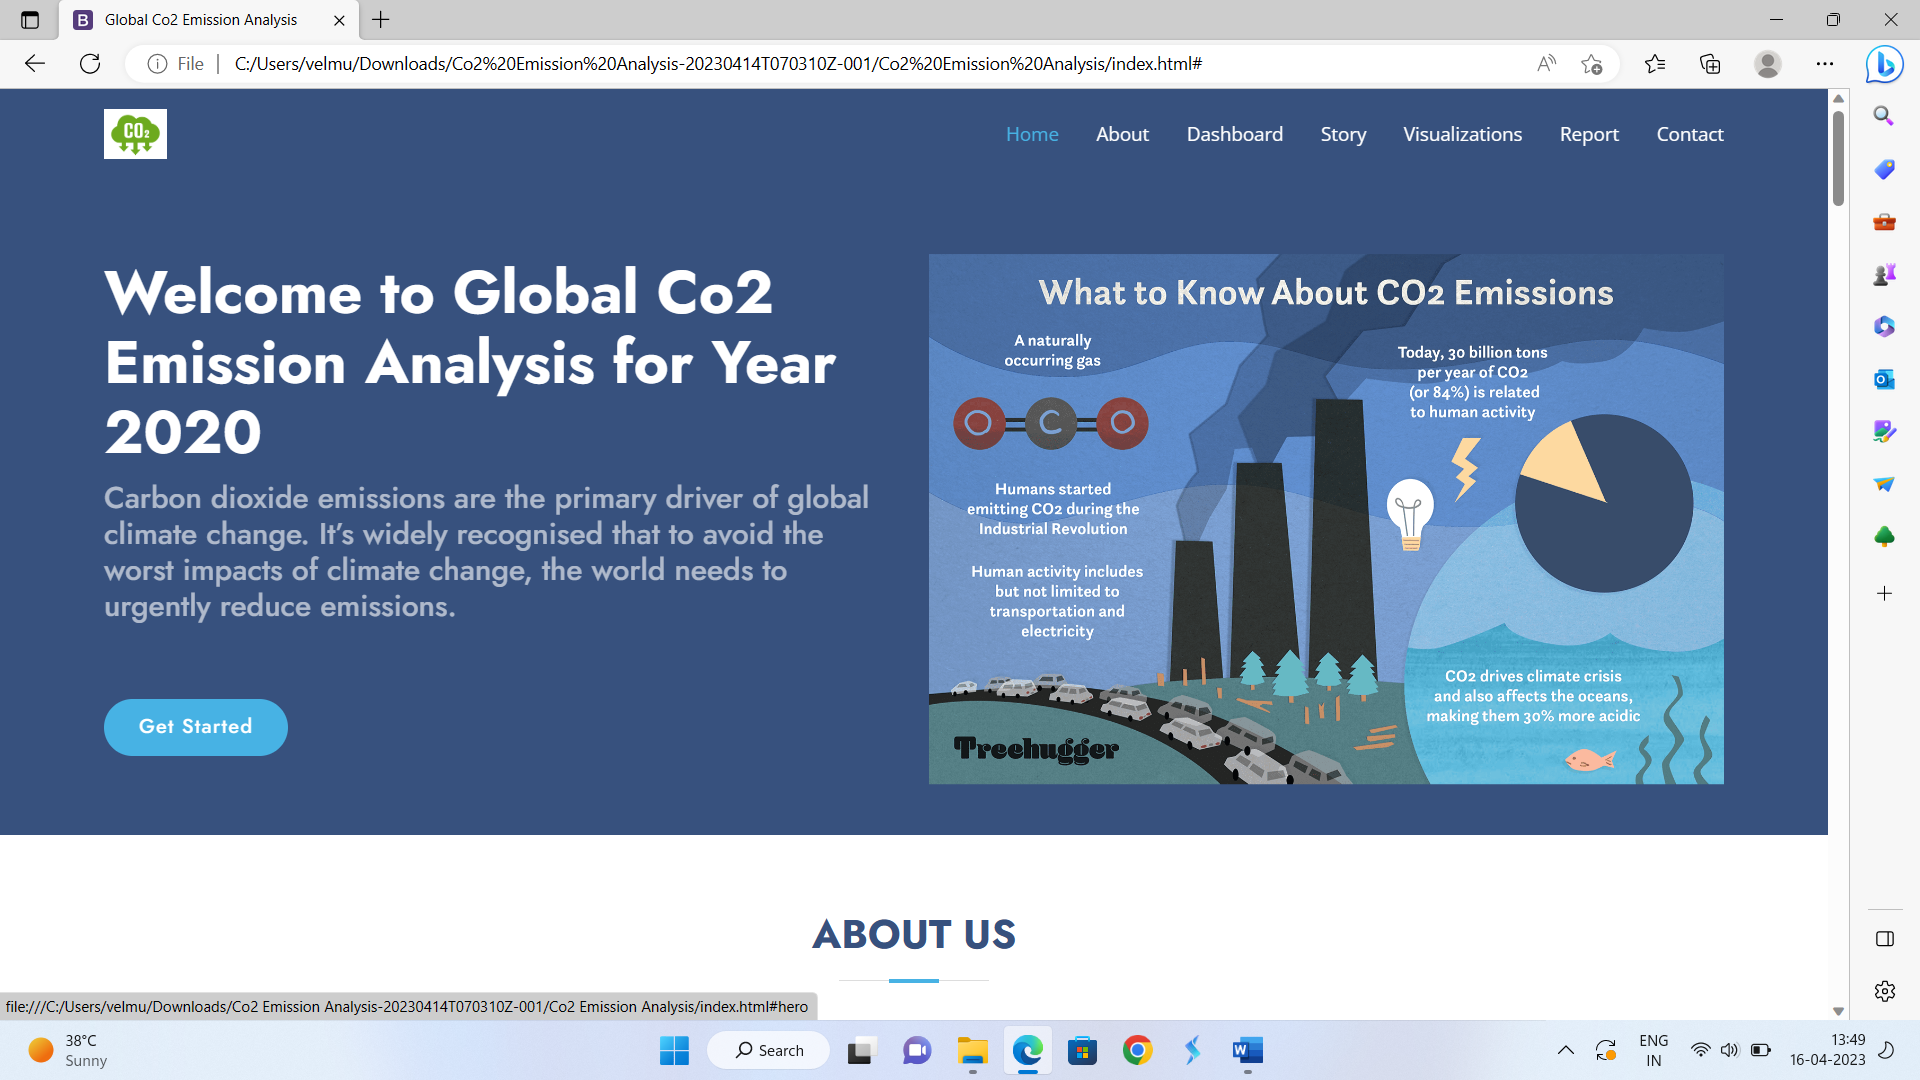 Global Co2 Emission Analysis
File
C:/Users/velmu/Downloads/Co2%20Emission%20Analysis-20230414T070310Z-001/Co2%20Emission%20Analysis/index.html#
CO2
Home About Dashboard Story Visualizations Report Contact
Welcome to Global Co2
Emission Analysis for Year
2020
Carbon dioxide emissions are the primary driver of global
climate change. It’s widely recognised that to avoid the
worst impacts of climate change, the world needs to
urgently reduce emissions.
Get Started
What to Know About CO2 Emissions
A naturally
occurring gas
O C O
Humans started
emitting CO2 during the
Industrial Revolution
Human activity includes
but not limited to
transportation and
electricity
Today, 30 billion tons
per year of CO2
(or 84%) is related
to human activity
CO2 drives climate crisis
and also affects the oceans,
making them 30% more acidic
Treehugger
ABOUT US
file:///C:/Users/velmu/Downloads/Co2 Emission Analysis-20230414T070310Z-001/Co2 Emission Analysis/index.html#hero
38°C
Sunny
Search
ENG
IN
13:49
16-04-2023